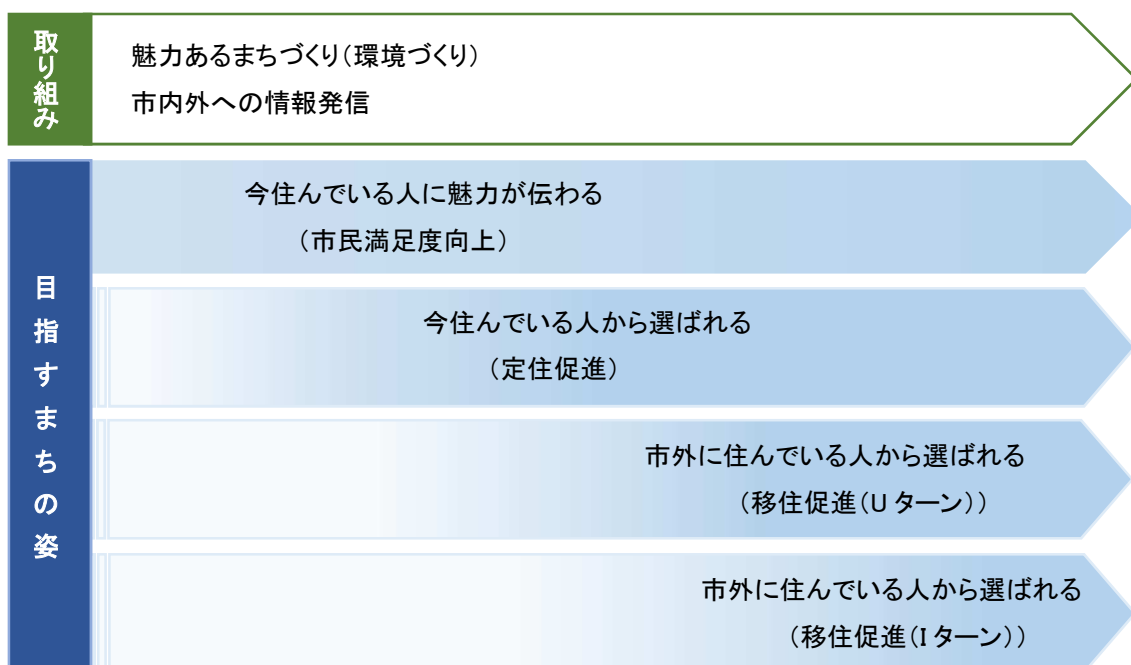 取り組み
魅力あるまちづくり（環境づくり）
市内外への情報発信
目指すまちの姿
今住んでいる人に魅力が伝わる
（市民満足度向上）
今住んでいる人から選ばれる
（定住促進）
市外に住んでいる人から選ばれる
（移住促進（U ターン））
市外に住んでいる人から選ばれる
（移住促進（I ターン））